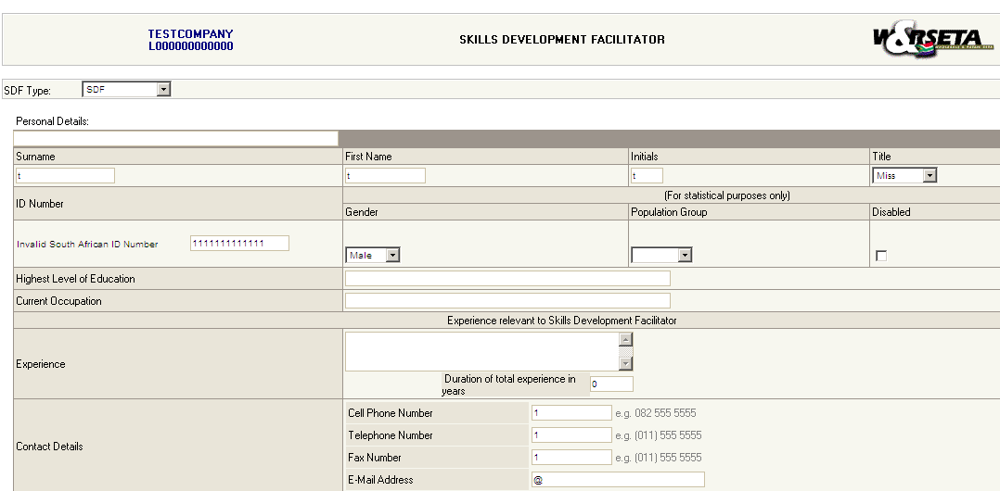 TESTCOMPANY
L000000000000
SKILLS DEVELOPMENT FACILITATOR
W&RSETA
SDF Type:
SDF
Personal Details:
Surname First Name Initials Title
t t t Miss
ID Number
(For statistical purposes only)
Gender Population Group Disabled
Invalid South African ID Number 1111111111111
Male
Highest Level of Education
Current Occupation
Experience relevant to Skills Development Facilitator
Experience
Duration of total experience in
years
0
Contact Details
Cell Phone Number 1 e.g. 082 555 5555
Telephone Number 1 e.g. (011) 555 5555
Fax Number 1 e.g. (011) 555 5555
E-Mail Address @